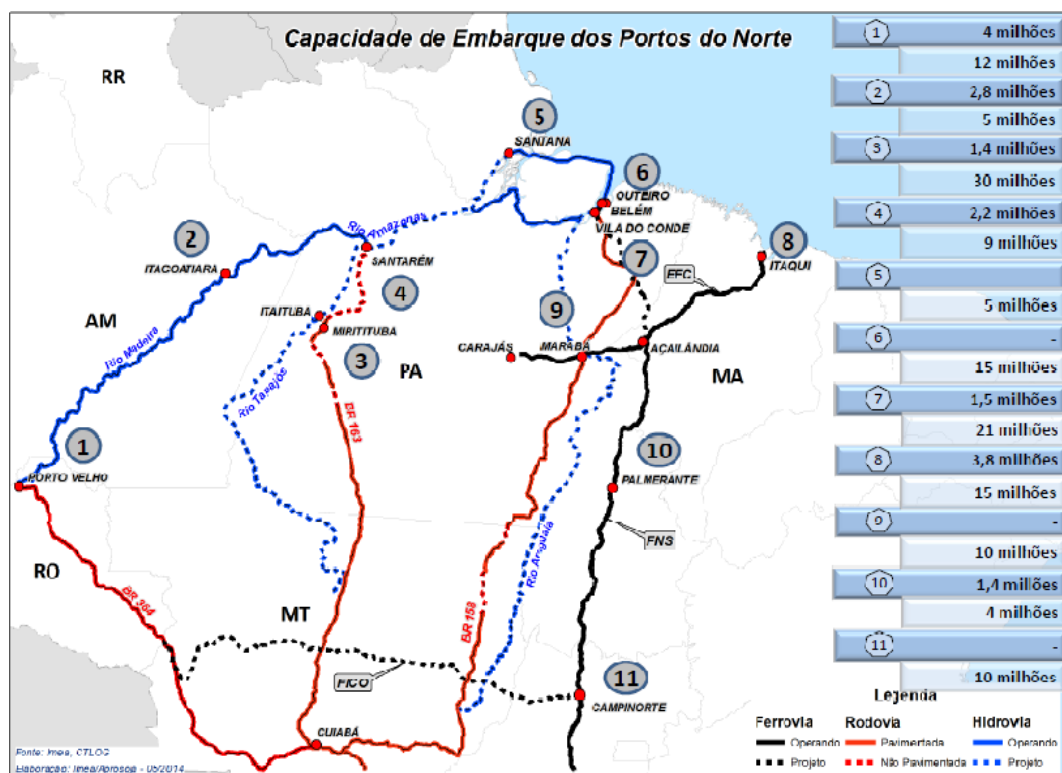 Capacidade de Embarque dos Portos do Norte
1 4 milhões
12 milhões
2 2,8 milhões
5 milhões
3 1,4 milhões
30 milhões
4 2,2 milhões
9 milhões
5
5 milhões
6 -
15 milhões
7 1,5 milhões
21 milhões
8 3,8 milhões
15 milhões
9 -
10 milhões
10 1,4 milhões
4 milhões
11 -
10 milhões
RR
5
SANTANA
6
OUTEIRO
BELÉM
VILA DO CONDE
Rio Amazonas
2
ITACOATIARA
SANTARÉM
8
ITAQUI
7
EFC
4
AM
ITAITUBA
MIRITITUBA
9
Rio Madeira
3
PA
CARAJÁS
MARABÁ
AÇAILÂNDIA
MA
Rio Tapajós
BR 163
1
PORTO VELHO
10
PALMERANTE
FNS
RO
Rio Araguaia
BR 364
MT
BR 158
FICO
11
CAMPINORTE
CUIABÁ
Legenda
Ferrovia Rodovia Hidrovia
Operando Pavimentada Operando
Projeto Não Pavimentada Projeto
Fonte: Imea, CTLOG
Elaboração: Imea/Aprosoja - 05/2014